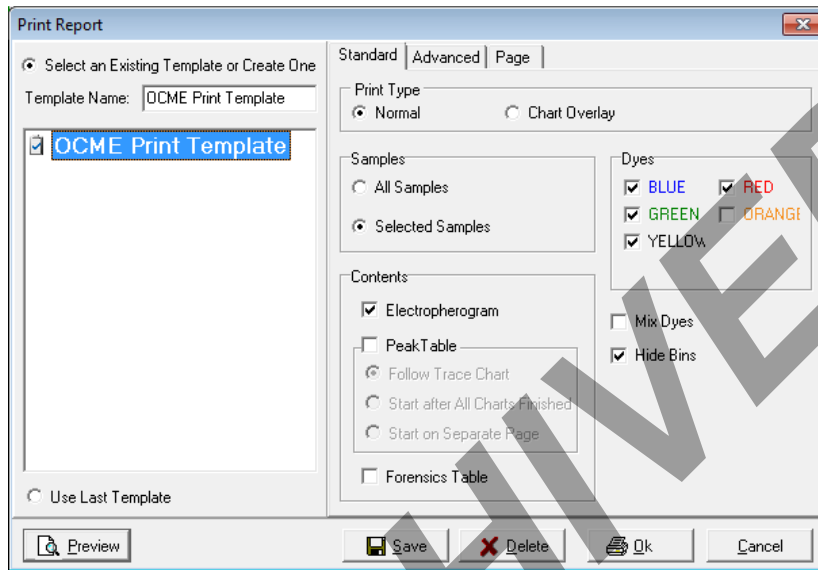 Print Report
Select an Existing Template or Create One
Template Name: OCME Print Template
OCME Print Template
Use Last Template
Preview
Standard Advanced Page
Print Type
Normal Chart Overlay
Samples
All Samples
Selected Samples
Dyes
BLUE RED
GREEN ORANGE
YELLOW
Contents
Electropherogram
PeakTable
Follow Trace Chart
Start after All Charts Finished
Start on Separate Page
Forensics Table
Mix Dyes
Hide Bins
Save Delete Ok Cancel
HIVE